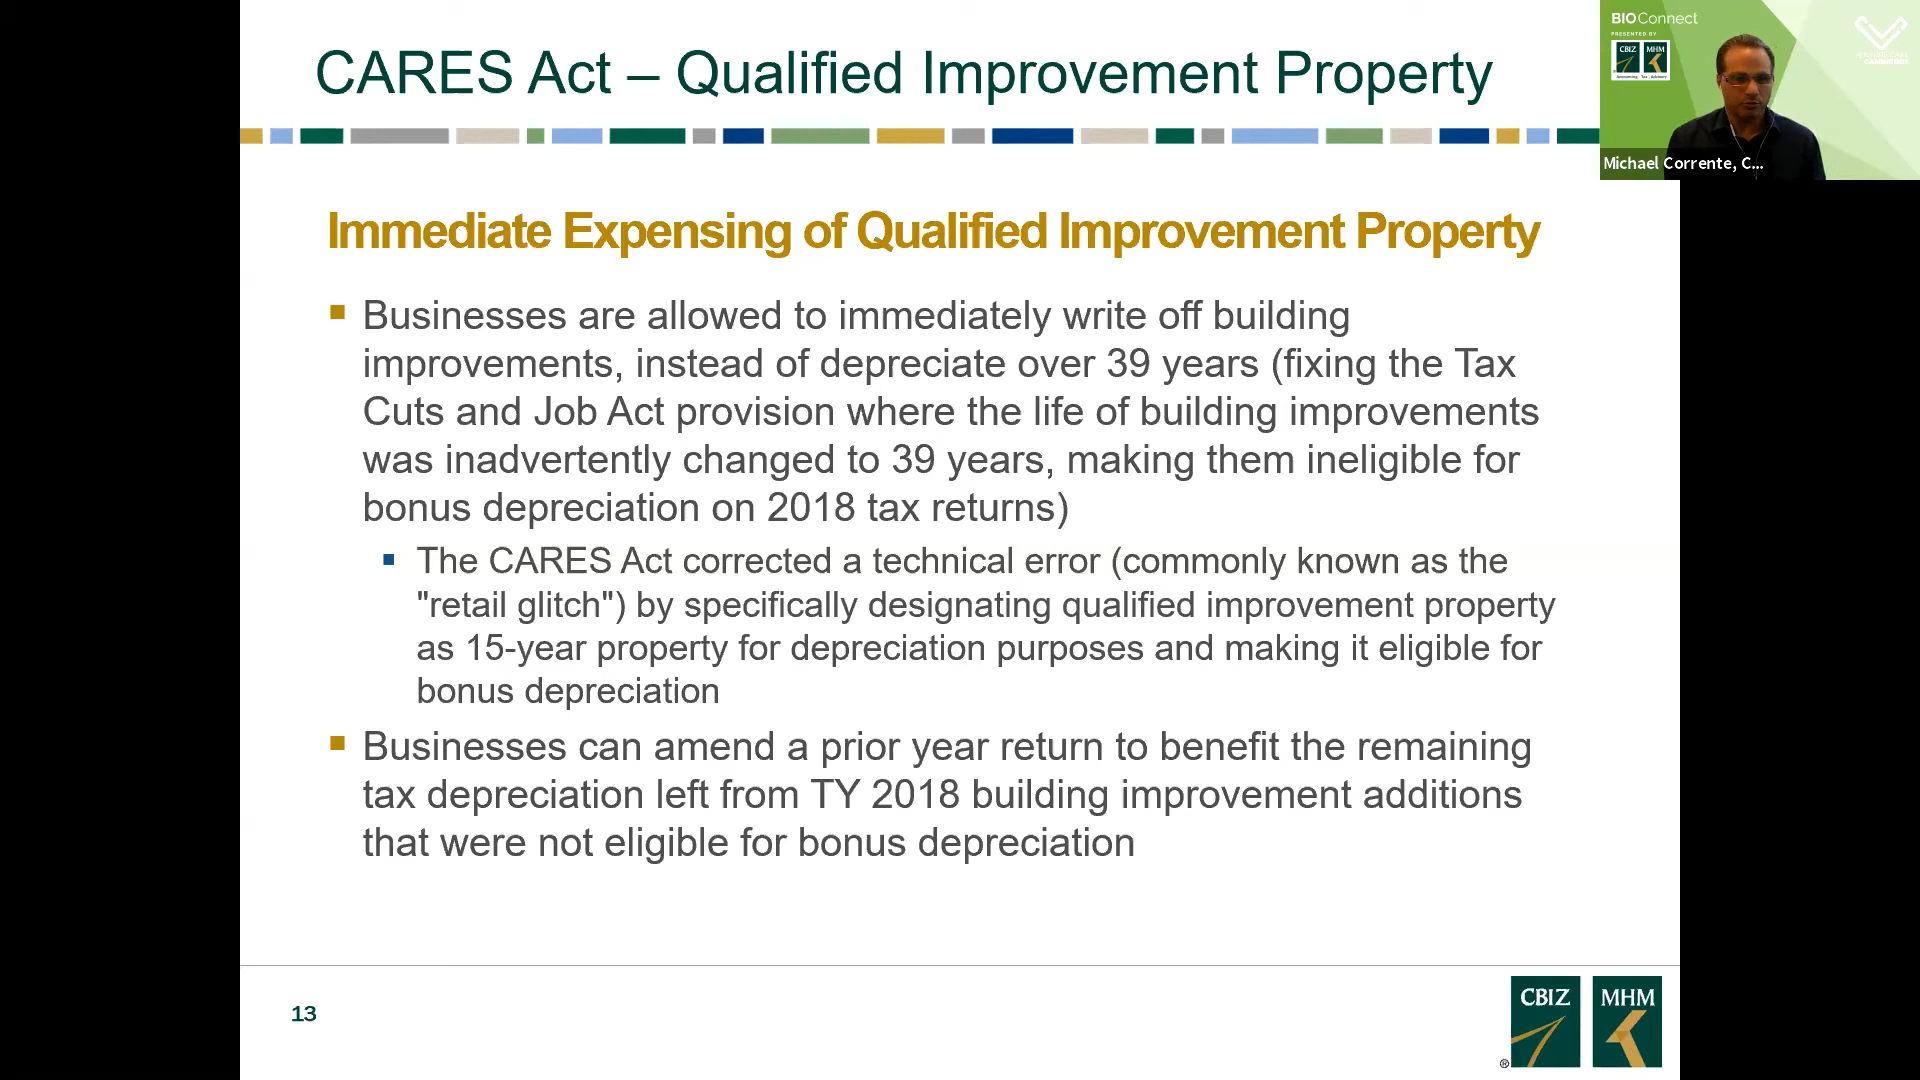 CARES Act – Qualified Improvement Property
BIOConnect
PRESENTED BY
CBIZ MHM
Accounting Tax Advisory
Michael Corrente, C...
Immediate Expensing of Qualified Improvement Property
Businesses are allowed to immediately write off building
improvements, instead of depreciate over 39 years (fixing the Tax
Cuts and Job Act provision where the life of building improvements
was inadvertently changed to 39 years, making them ineligible for
bonus depreciation on 2018 tax returns)
The CARES Act corrected a technical error (commonly known as the
"retail glitch") by specifically designating qualified improvement property
as 15-year property for depreciation purposes and making it eligible for
bonus depreciation
Businesses can amend a prior year return to benefit the remaining
tax depreciation left from TY 2018 building improvement additions
that were not eligible for bonus depreciation
13
CBIZ MHM
®